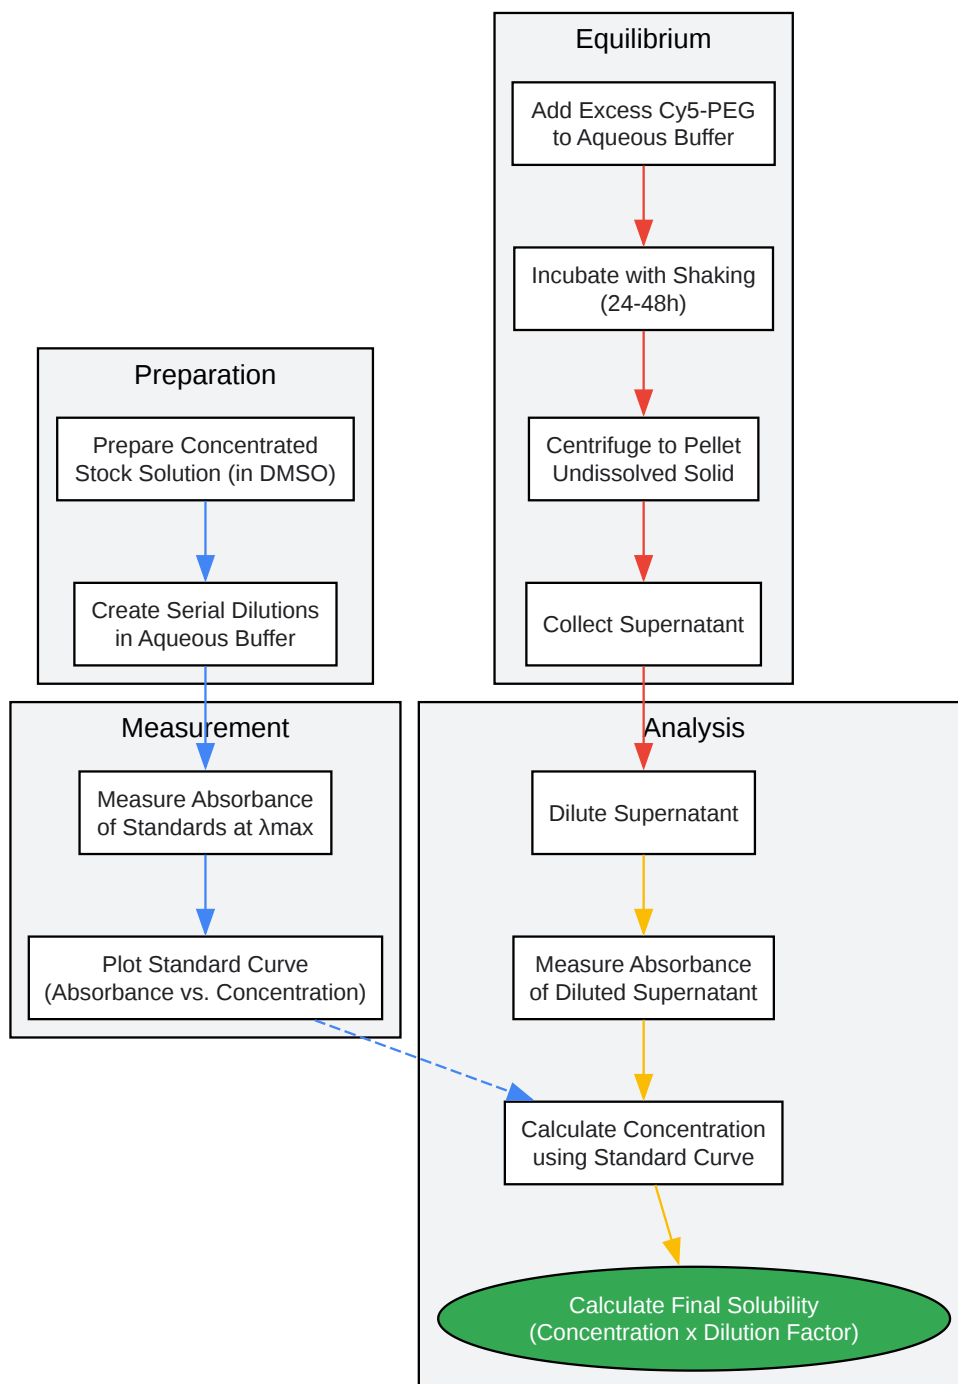 Equilibrium
Add Excess Cy5-PEG
to Aqueous Buffer
Incubate with Shaking
(24-48h)
Centrifuge to Pellet
Undissolved Solid
Collect Supernatant
Preparation
Prepare Concentrated
Stock Solution (in DMSO)
Create Serial Dilutions
in Aqueous Buffer
Measurement
Measure Absorbance
of Standards at λmax
Plot Standard Curve
(Absorbance vs. Concentration)
Analysis
Dilute Supernatant
Measure Absorbance
of Diluted Supernatant
Calculate Concentration
using Standard Curve
Calculate Final Solubility
(Concentration x Dilution Factor)